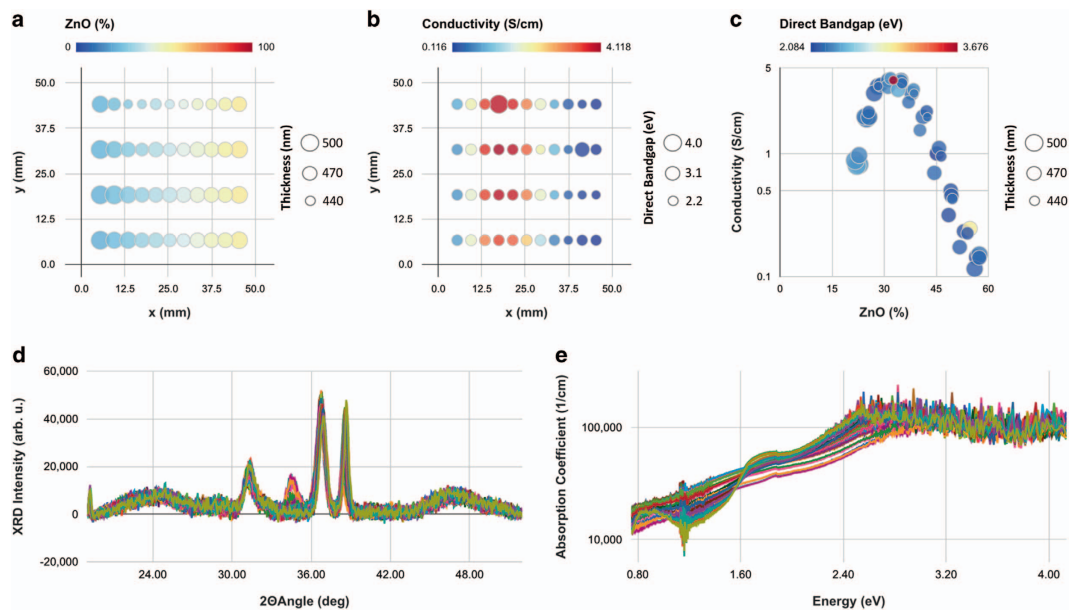 a
ZnO (%)
0
100
50.0
37.5
25.0
12.5
0.0
y (mm)
0.0
12.5
25.0
37.5
50.0
x (mm)
Thickness (nm)
500
470
440
b
Conductivity (S/cm)
0.116
4.118
50.0
37.5
25.0
12.5
0.0
y (mm)
0.0
12.5
25.0
37.5
50.0
x (mm)
Direct Bandgap (eV)
4.0
3.1
2.2
c
Direct Bandgap (eV)
2.084
3.676
5
1
0.5
0.1
Conductivity (S/cm)
0
15
30
45
60
ZnO (%)
Thickness (nm)
500
470
440
d
60,000
40,000
20,000
0
-20,000
XRD Intensity (arb. u.)
24.00
30.00
36.00
42.00
48.00
2ΘAngle (deg)
e
100,000
10,000
Absorption Coefficient (1/cm)
0.80
1.60
2.40
3.20
4.00
Energy (eV)